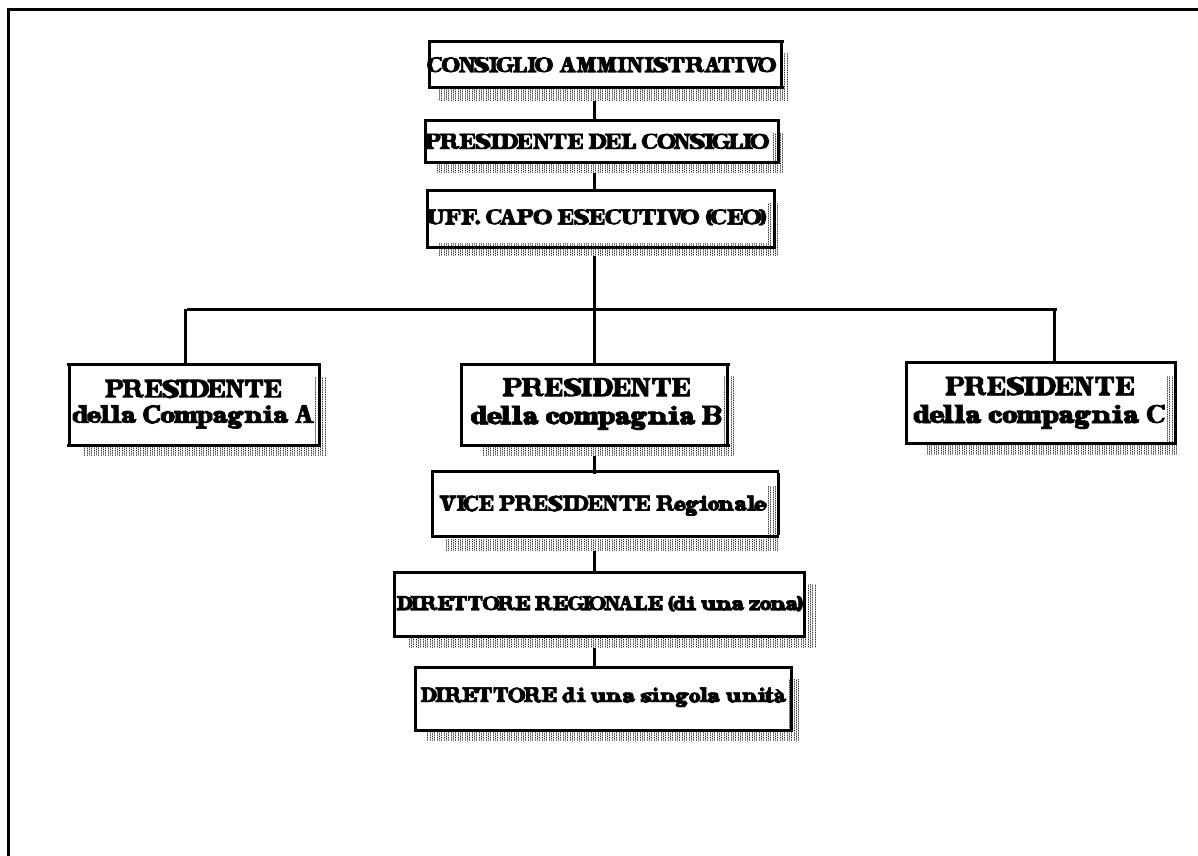 CONSIGLIO AMMINISTRATIVO
PRESIDENTE DEL CONSIGLIO
UFF. CAPO ESECUTIVO (CEO)
PRESIDENTE
della Compagnia A
PRESIDENTE
della compagnia B
PRESIDENTE
della compagnia C
VICE PRESIDENTE Regionale
DIRETTORE REGIONALE (di una zona)
DIRETTORE di una singola unità